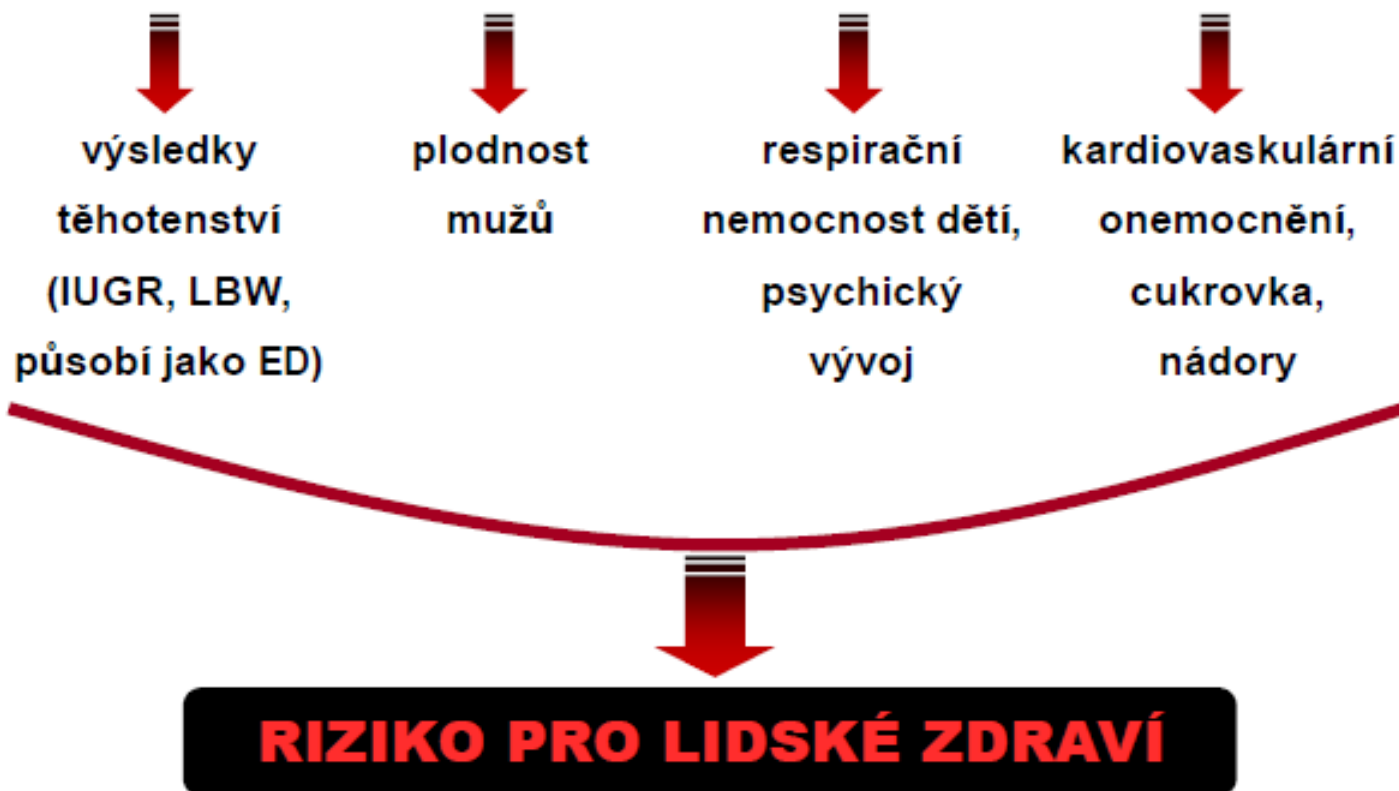 výsledky
těhotenství
(IUGR, LBW,
působí jako ED)
plodnost
mužů
respirační
nemocnost dětí,
psychický
vývoj
kardiovaskulární
onemocnění,
cukrovka,
nádory
RIZIKO PRO LIDSKÉ ZDRAVÍ